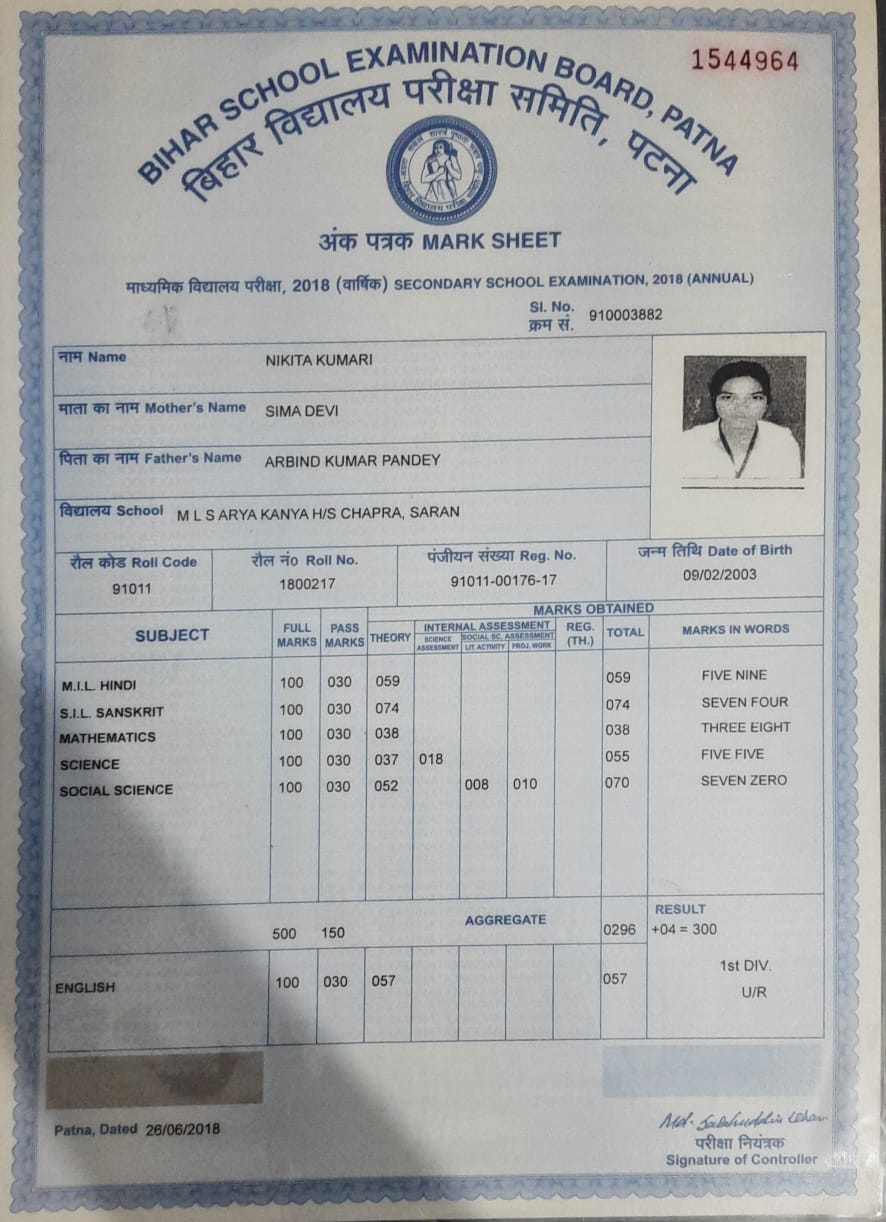 1544964
BIHAR SCHOOL EXAMINATION BOARD, PATNA
बिहार विद्यालय परीक्षा समिति, पटना
अंक पत्रक MARK SHEET
माध्यमिक विद्यालय परीक्षा, 2018 (वार्षिक) SECONDARY SCHOOL EXAMINATION, 2018 (ANNUAL)
Sl. No.
क्रम सं. 910003882
नाम Name NIKITA KUMARI
माता का नाम Mother's Name SIMA DEVI
पिता का नाम Father's Name ARBIND KUMAR PANDEY
विद्यालय School M L S ARYA KANYA H/S CHAPRA, SARAN
रौल कोड Roll Code रौल नं० Roll No. पंजीयन संख्या Reg. No. जन्म तिथि Date of Birth
91011 1800217 91011-00176-17 09/02/2003
MARKS OBTAINED
SUBJECT FULL MARKS PASS MARKS THEORY INTERNAL ASSESSMENT REG. (TH.) TOTAL MARKS IN WORDS
SCIENCE ASSESSMENT SOCIAL SC. ASSESSMENT
LIT. ACTIVITY PROJ. WORK
M.I.L. HINDI 100 030 059 059 FIVE NINE
S.I.L. SANSKRIT 100 030 074 074 SEVEN FOUR
MATHEMATICS 100 030 038 038 THREE EIGHT
SCIENCE 100 030 037 018 055 FIVE FIVE
SOCIAL SCIENCE 100 030 052 008 010 070 SEVEN ZERO
AGGREGATE RESULT
500 150 0296 +04 = 300
1st DIV.
ENGLISH 100 030 057 057
U/R
Patna, Dated 26/06/2018
परीक्षा नियंत्रक
Signature of Controller